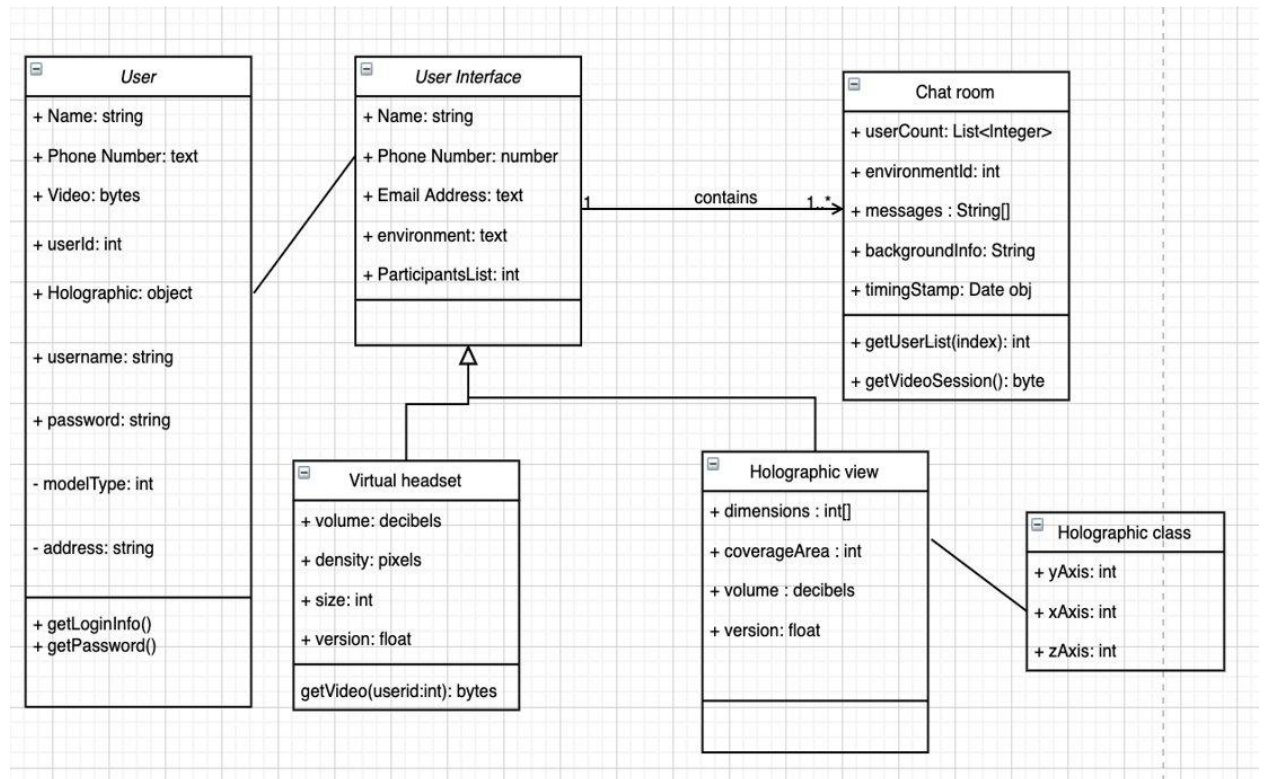 User
+ Name: string
+ Phone Number: text
+ Video: bytes
+ userId: int
+ Holographic: object
+ username: string
+ password: string
- modelType: int
- address: string
+ getLoginInfo()
+ getPassword()
User Interface
+ Name: string
+ Phone Number: number
+ Email Address: text
+ environment: text
+ ParticipantsList: int
1
contains
1..*
Chat room
+ userCount: List<Integer>
+ environmentId: int
+ messages : String[]
+ backgroundInfo: String
+ timingStamp: Date obj
+ getUserList(index): int
+ getVideoSession(): byte
Virtual headset
+ volume: decibels
+ density: pixels
+ size: int
+ version: float
getVideo(userid:int): bytes
Holographic view
+ dimensions : int[]
+ coverageArea : int
+ volume : decibels
+ version: float
Holographic class
+ yAxis: int
+ xAxis: int
+ zAxis: int